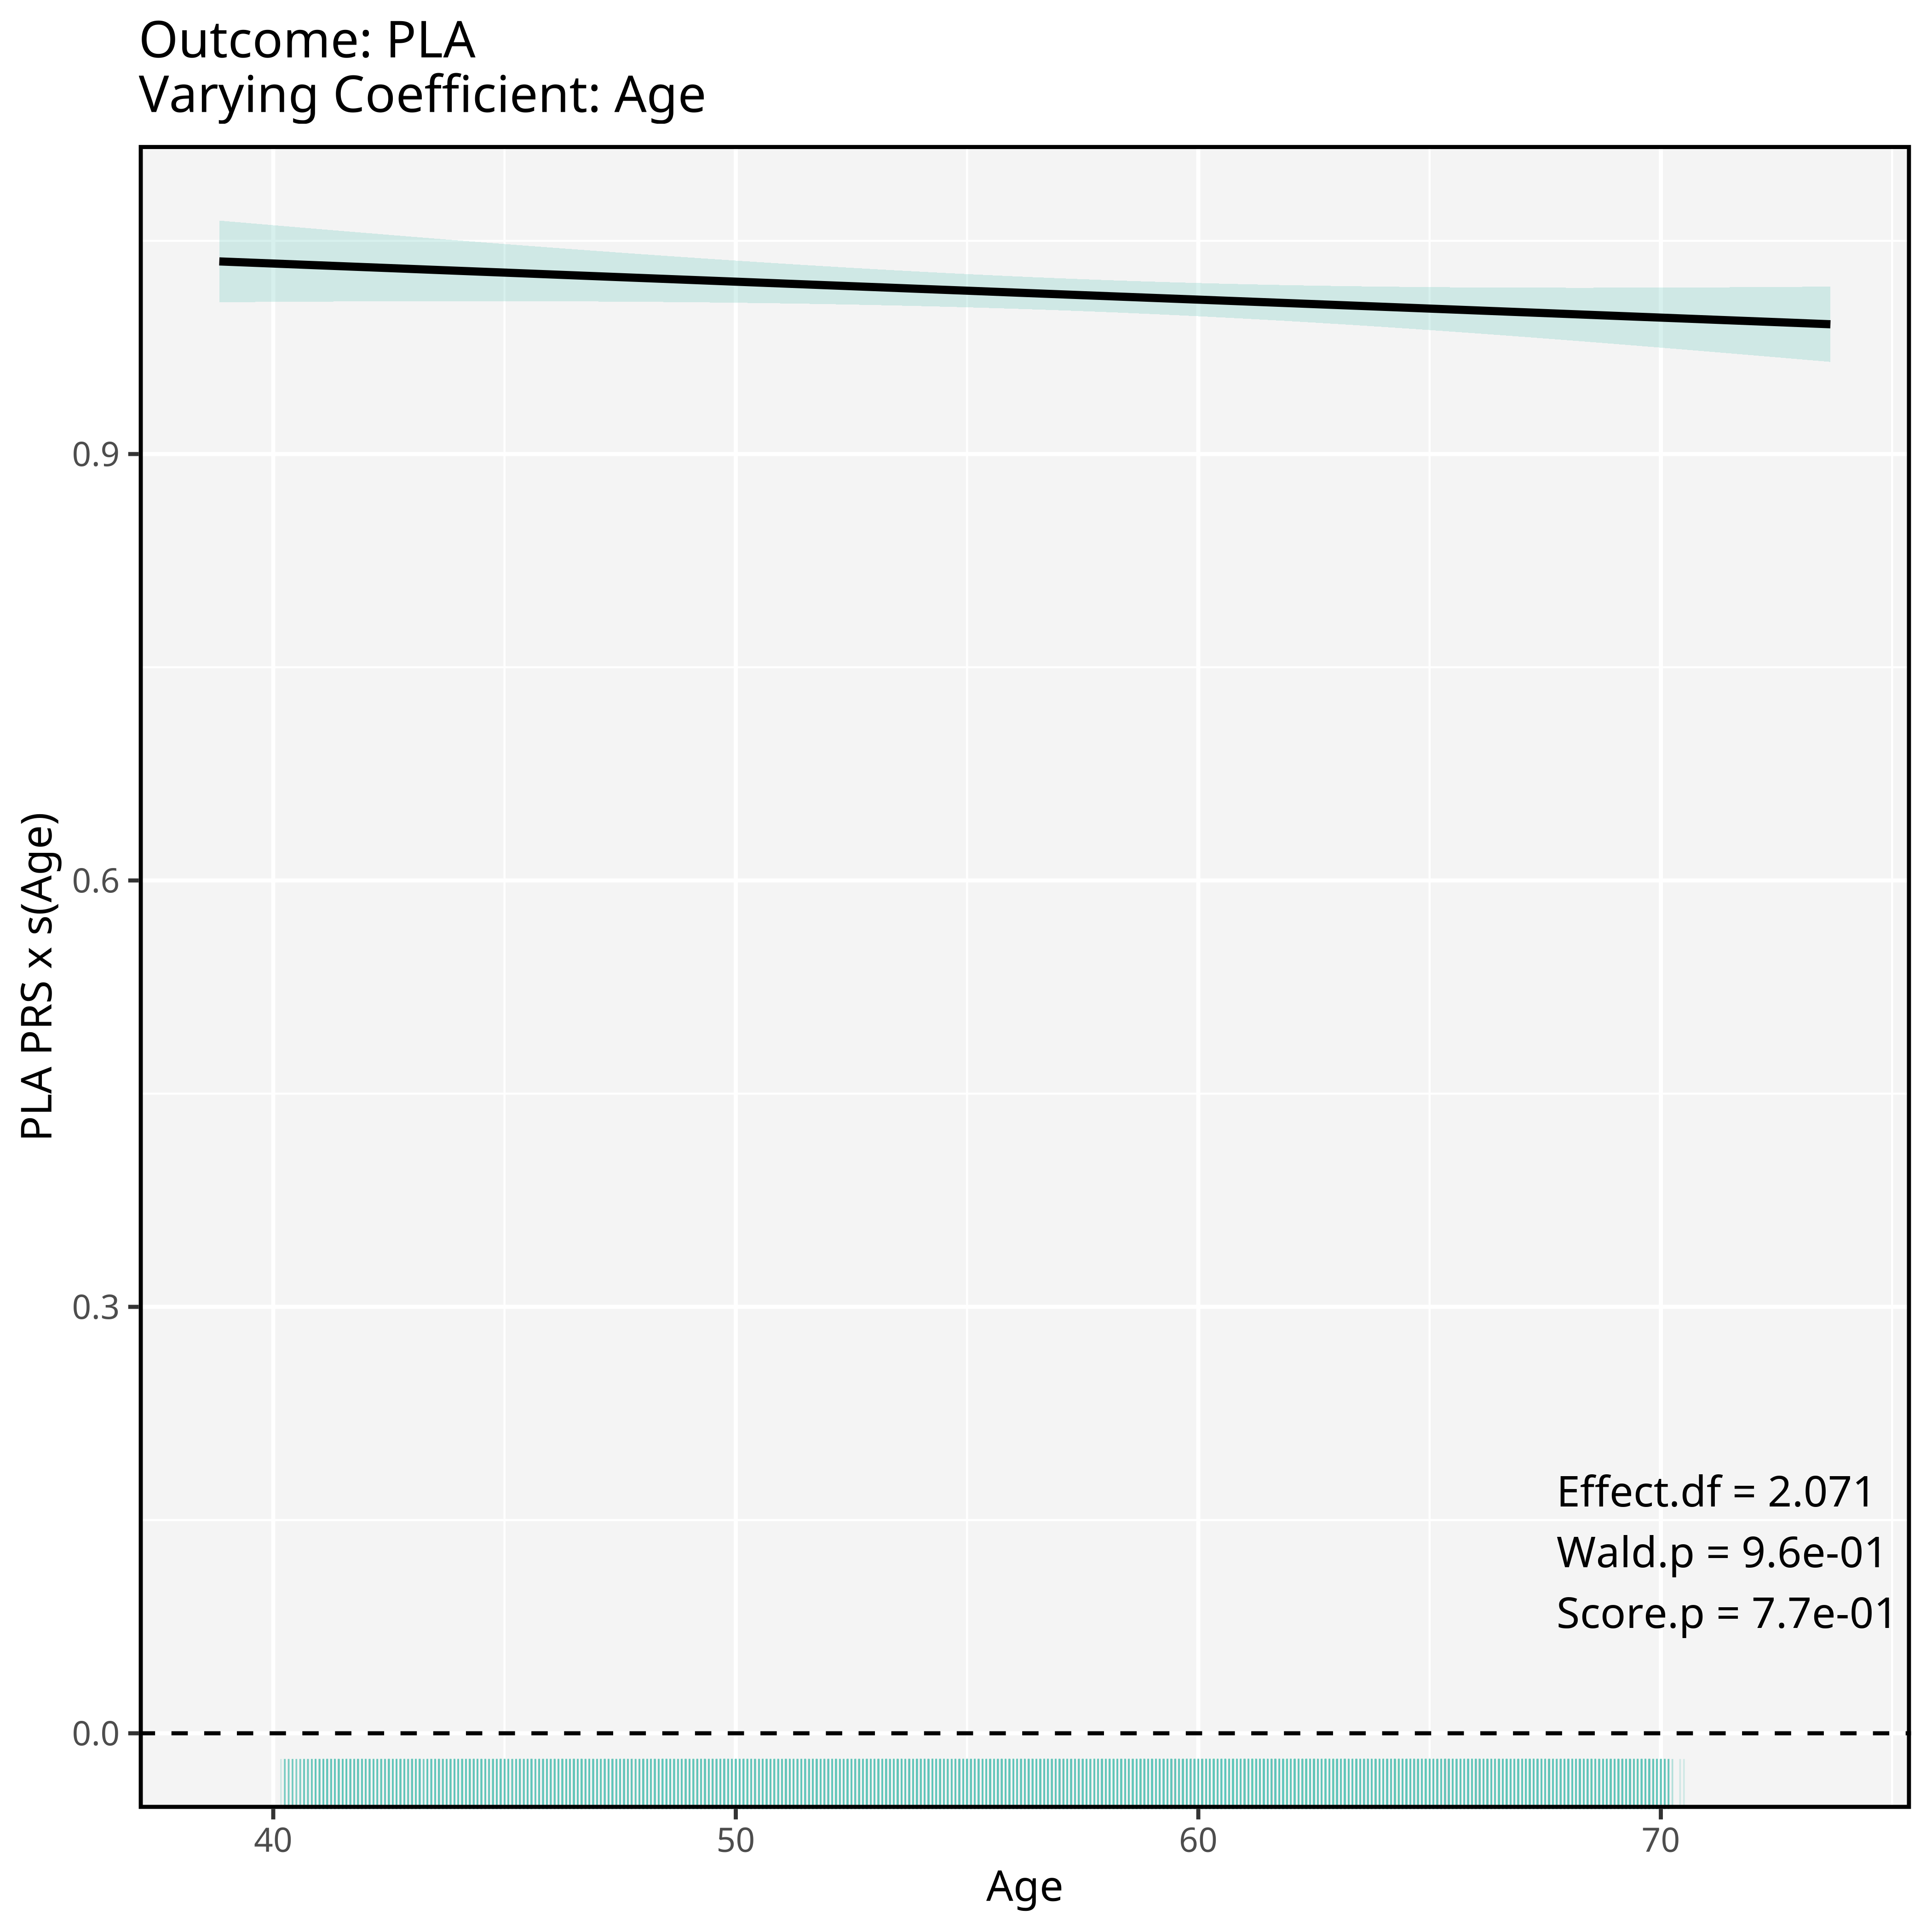 Outcome: PLA
Varying Coefficient: Age
PLA PRS x s(Age)
0.9
0.6
0.3
0.0
Effect.df = 2.071
Wald.p = 9.6e-01
Score.p = 7.7e-01
40 50 60 70
Age